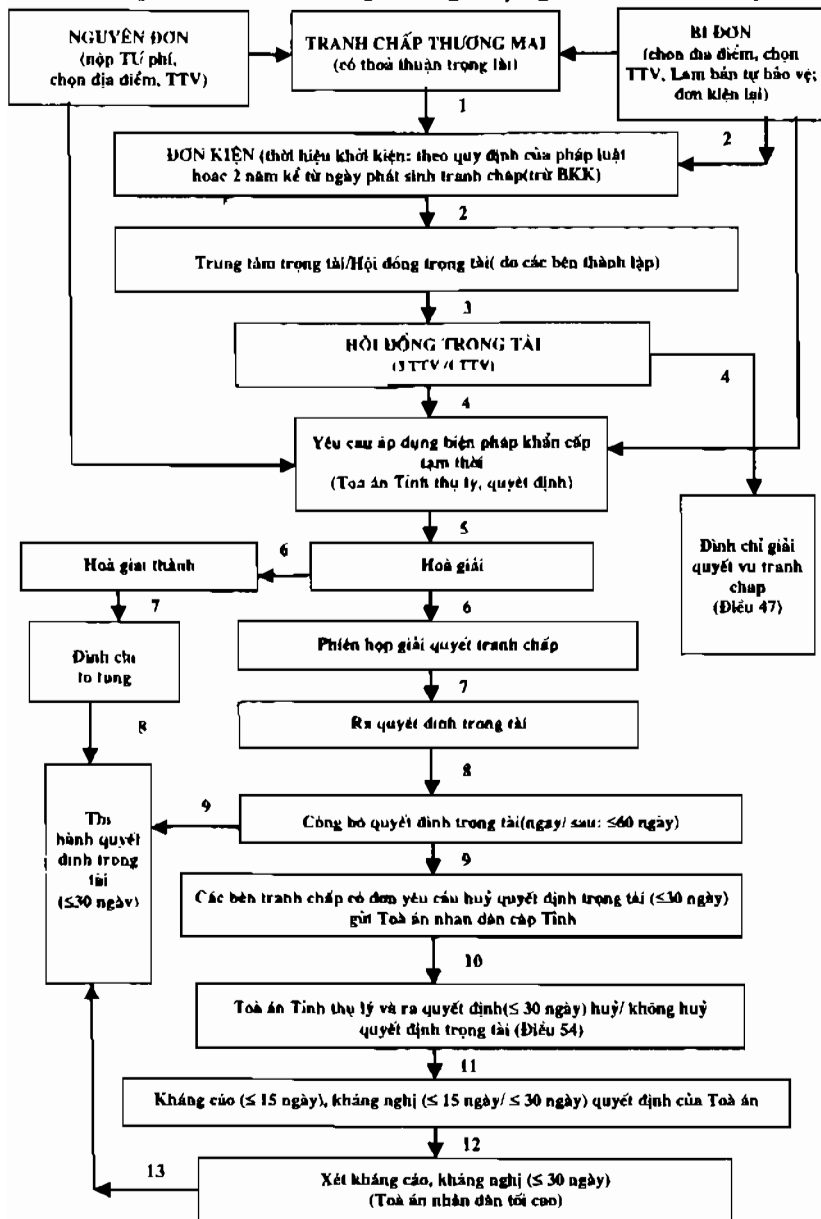 NGUYÊN ĐƠN
(nộp TƯ phí,
chọn địa điểm, TTV)
TRANH CHẤP THƯƠNG MẠI
(có thoả thuận trọng tài)
BỊ ĐƠN
(chọn địa điểm, chọn
TTV, Làm bản tự bảo vệ;
đơn kiện lại)
1
2
ĐƠN KIỆN (thời hiệu khởi kiện: theo quy định của pháp luật
hoặc 2 năm kể từ ngày phát sinh tranh chấp(trừ BKK)
2
Trung tâm trọng tài/Hội đồng trọng tài( do các bên thành lập)
3
HỘI ĐỒNG TRỌNG TÀI
(3 TTV /1 TTV)
4
4
Yêu cầu áp dụng biện pháp khẩn cấp
tạm thời
(Toà án Tỉnh thụ lý, quyết định)
Đình chỉ giải
quyết vụ tranh
chấp
(Điều 47)
5
Hoà giải thành
6
Hoà giải
7
6
Đình chỉ
tố tụng
Phiên họp giải quyết tranh chấp
7
8
Ra quyết định trọng tài
8
Thi
hành quyết
định trọng
tài
(≤30 ngày)
9
Công bố quyết định trọng tài(ngay/ sau: ≤60 ngày)
9
Các bên tranh chấp có đơn yêu cầu huỷ quyết định trọng tài (≤30 ngày)
gửi Toà án nhân dân cấp Tỉnh
10
Toà án Tỉnh thụ lý và ra quyết định(≤ 30 ngày) huỷ/ không huỷ
quyết định trọng tài (Điều 54)
11
Kháng cáo (≤ 15 ngày), kháng nghị (≤ 15 ngày/ ≤ 30 ngày) quyết định của Toà án
12
13
Xét kháng cáo, kháng nghị (≤ 30 ngày)
(Toà án nhân dân tối cao)